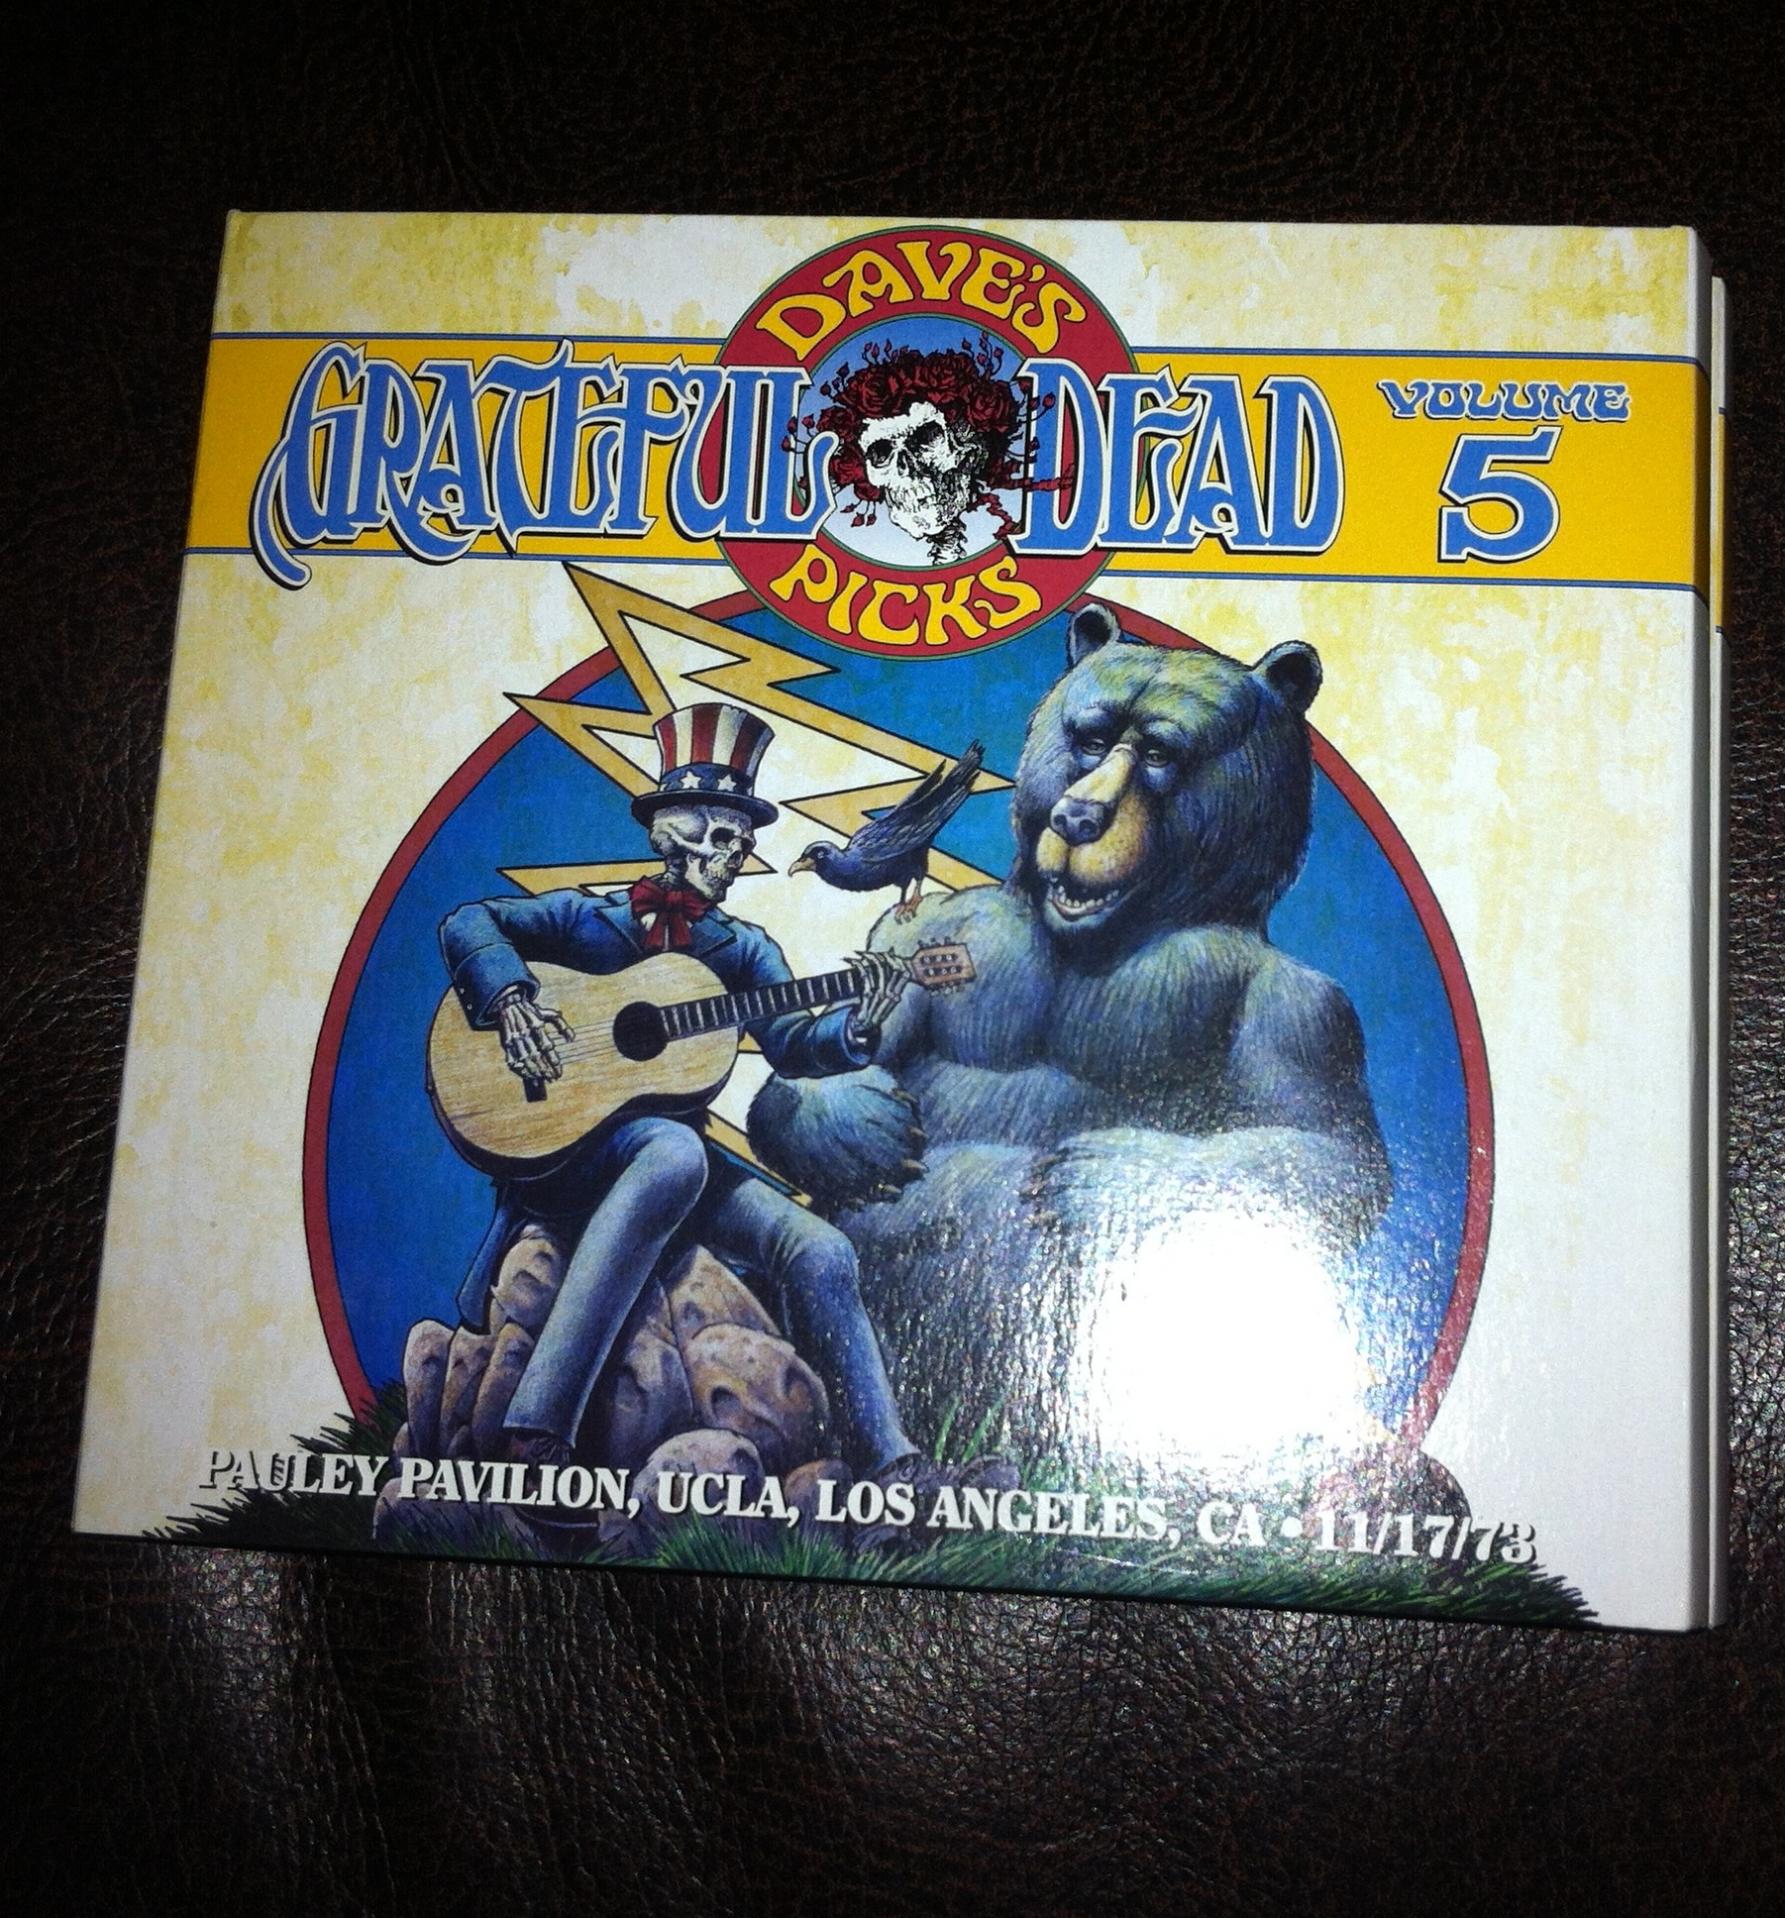 DAVE'S
GRATEFUL DEAD
VOLUME
5
PICKS
PAULEY PAVILION, UCLA, LOS ANGELES, CA • 11/17/73